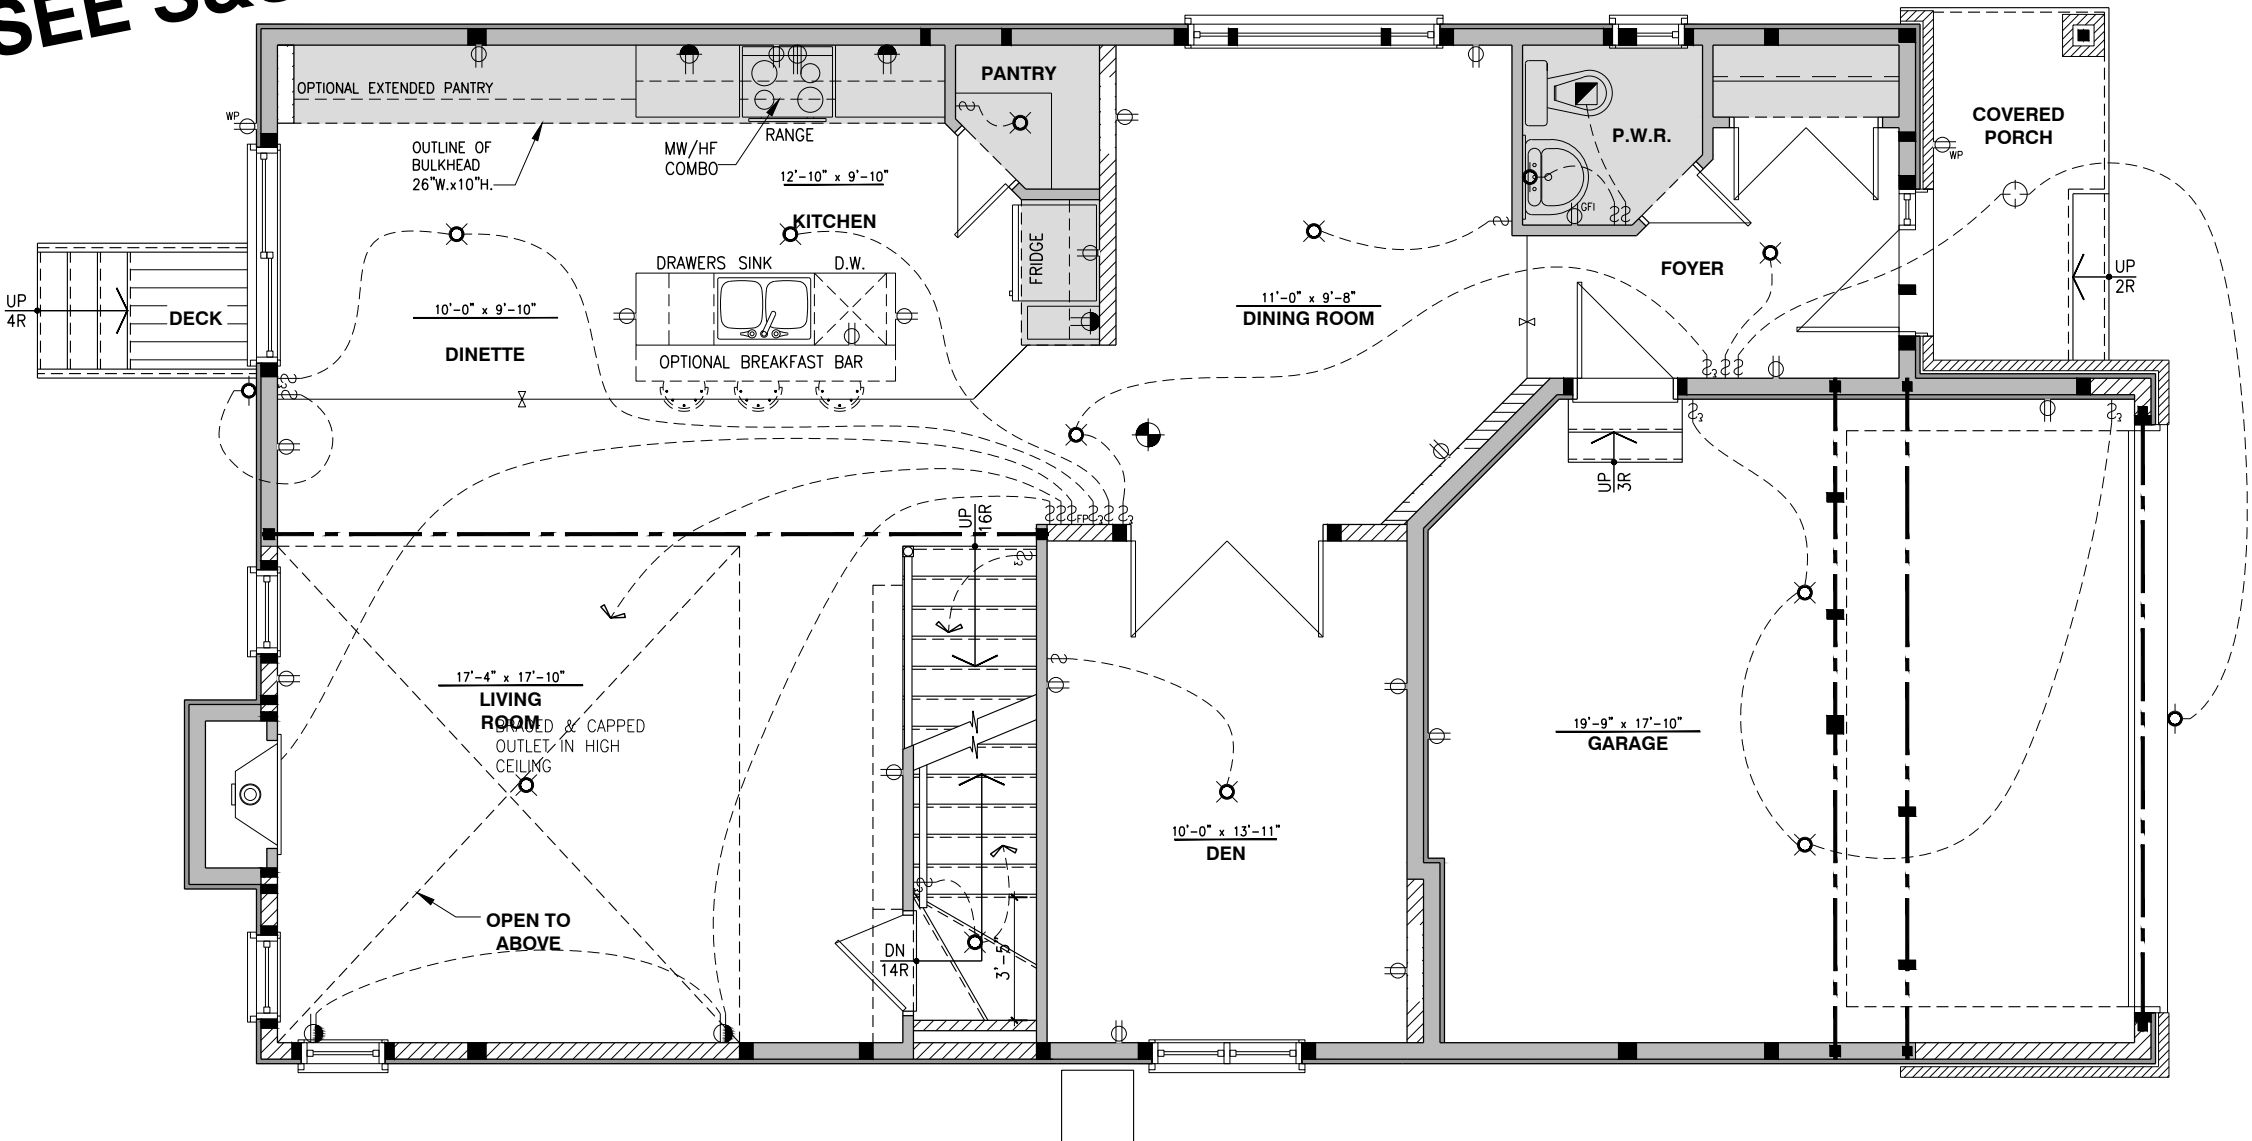 SEE
OPTIONAL EXTENDED PANTRY
PANTRY
WP
OUTLINE OF
BULKHEAD
26"W.x10"H.
MW/HF
COMBO
RANGE
12'-10" x 9'-10"
KITCHEN
FRIDGE
P.W.R.
GFI
COVERED
PORCH
WP
UP
4R
DECK
10'-0" x 9'-10"
DINETTE
DRAWERS SINK D.W.
OPTIONAL BREAKFAST BAR
11'-0" x 9'-8"
DINING ROOM
FOYER
UP
2R
UP
3R
UP
16R
FP
17'-4" x 17'-10"
LIVING
ROOM
BRACED & CAPPED
OUTLET IN HIGH
CEILING
OPEN TO
ABOVE
DN
14R
3'-5"
10'-0" x 13'-11"
DEN
19'-9" x 17'-10"
GARAGE